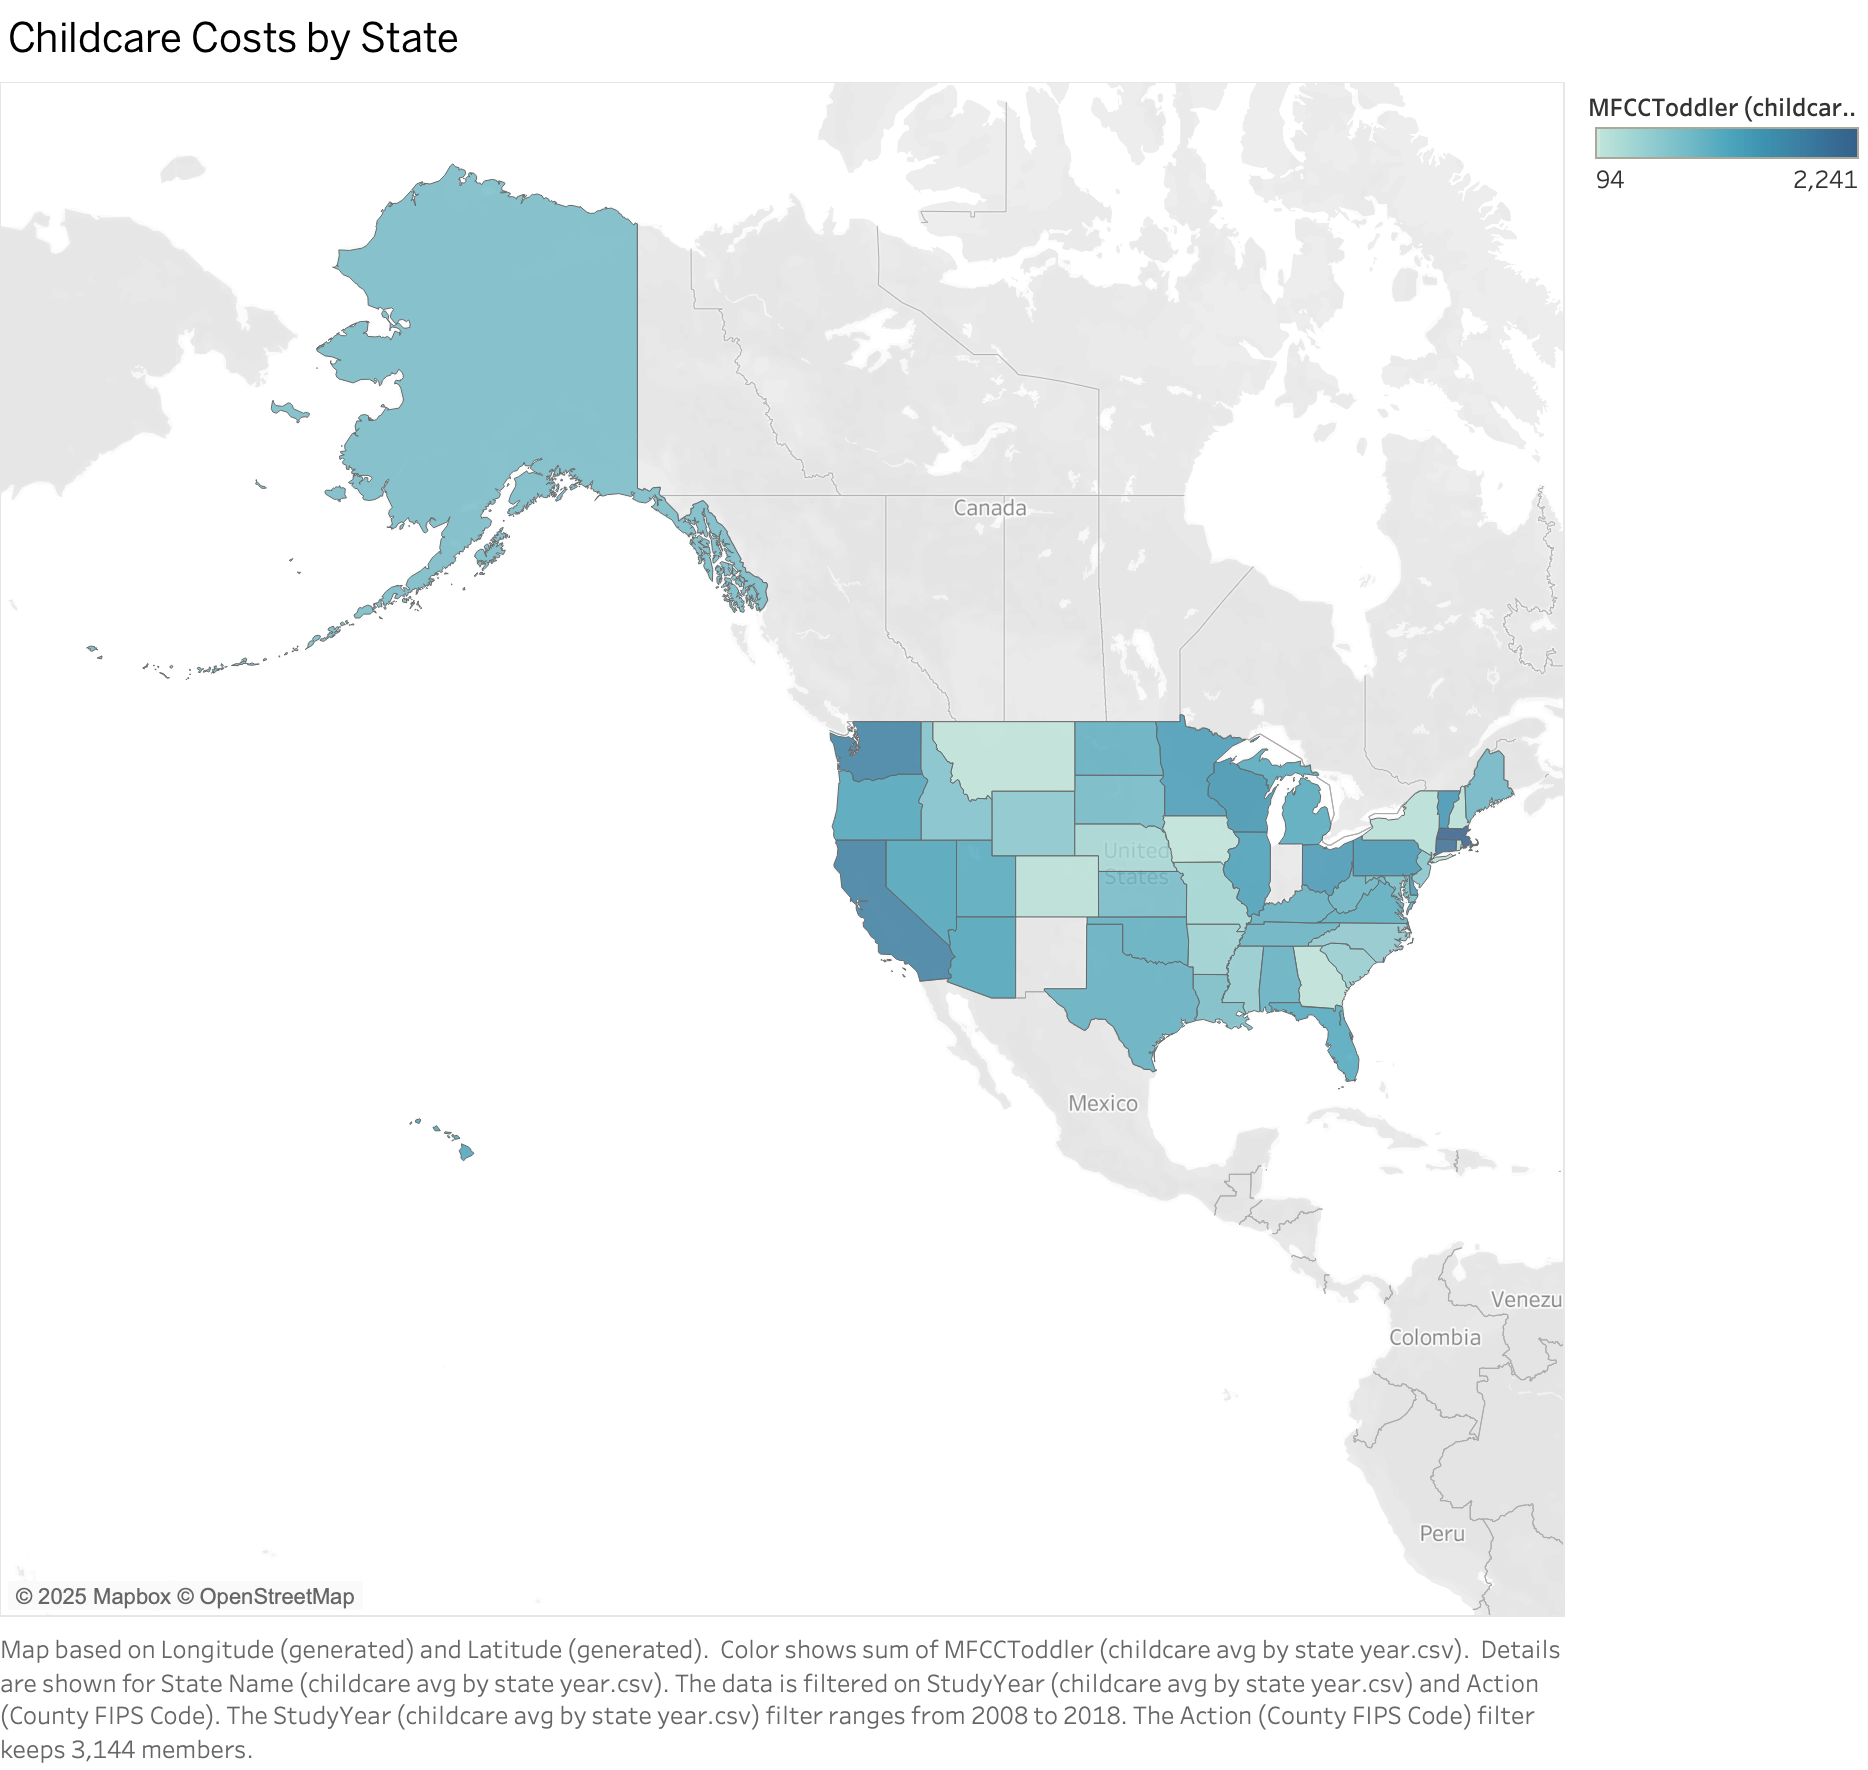 Childcare Costs by State
MFCCToddler (childcar..
94
2,241
Canada
United
States
Mexico
Venezu
Colombia
Peru
© 2025 Mapbox © OpenStreetMap
Map based on Longitude (generated) and Latitude (generated).  Color shows sum of MFCCToddler (childcare avg by state year.csv).  Details
are shown for State Name (childcare avg by state year.csv). The data is filtered on StudyYear (childcare avg by state year.csv) and Action
(County FIPS Code). The StudyYear (childcare avg by state year.csv) filter ranges from 2008 to 2018. The Action (County FIPS Code) filter
keeps 3,144 members.